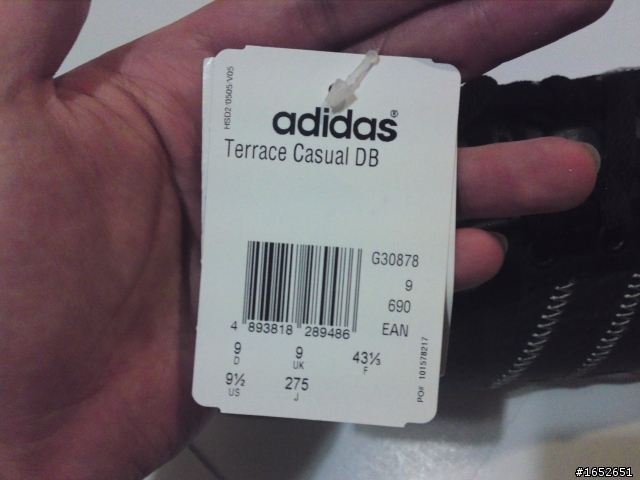 HSD2 0505 V05
adidas®
Terrace Casual DB
G30878
9
690
EAN
4 893818 289486
9 9 43⅓
D UK F
9½ 275
US J
PO# 101578217
#1652651